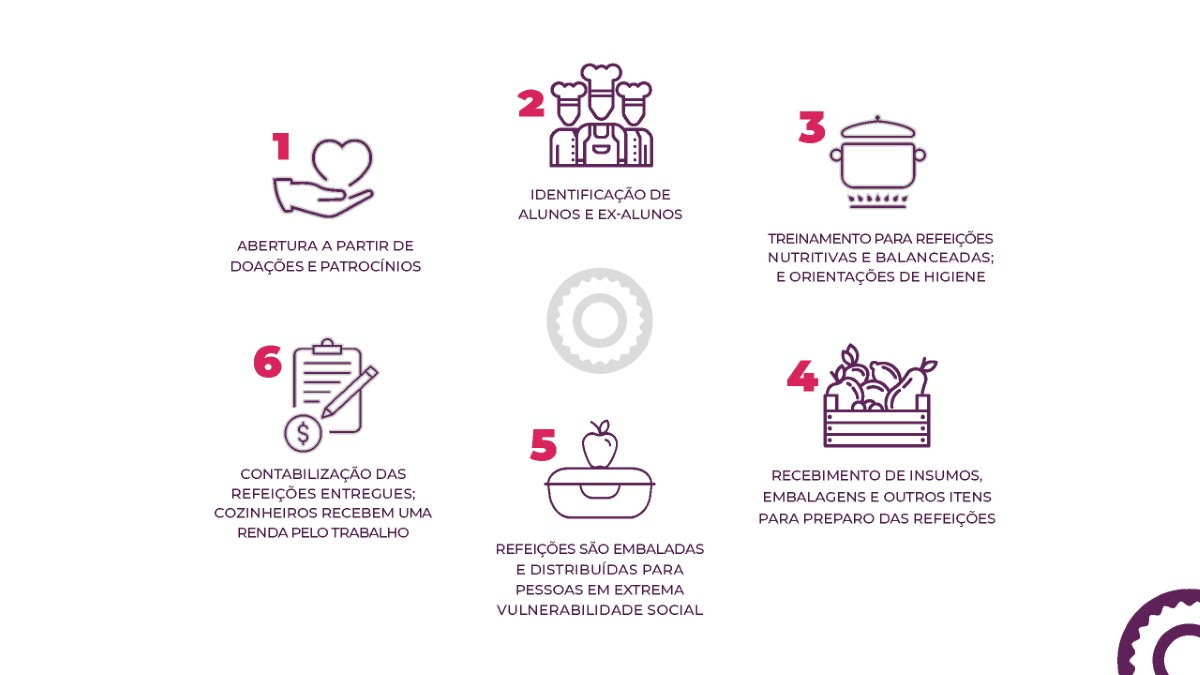 1
ABERTURA A PARTIR DE
DOAÇÕES E PATROCÍNIOS
2
IDENTIFICAÇÃO DE
ALUNOS E EX-ALUNOS
3
TREINAMENTO PARA REFEIÇÕES
NUTRITIVAS E BALANCEADAS;
E ORIENTAÇÕES DE HIGIENE
4
RECEBIMENTO DE INSUMOS,
EMBALAGENS E OUTROS ITENS
PARA PREPARO DAS REFEIÇÕES
5
REFEIÇÕES SÃO EMBALADAS
E DISTRIBUÍDAS PARA
PESSOAS EM EXTREMA
VULNERABILIDADE SOCIAL
6
$
CONTABILIZAÇÃO DAS
REFEIÇÕES ENTREGUES;
COZINHEIROS RECEBEM UMA
RENDA PELO TRABALHO